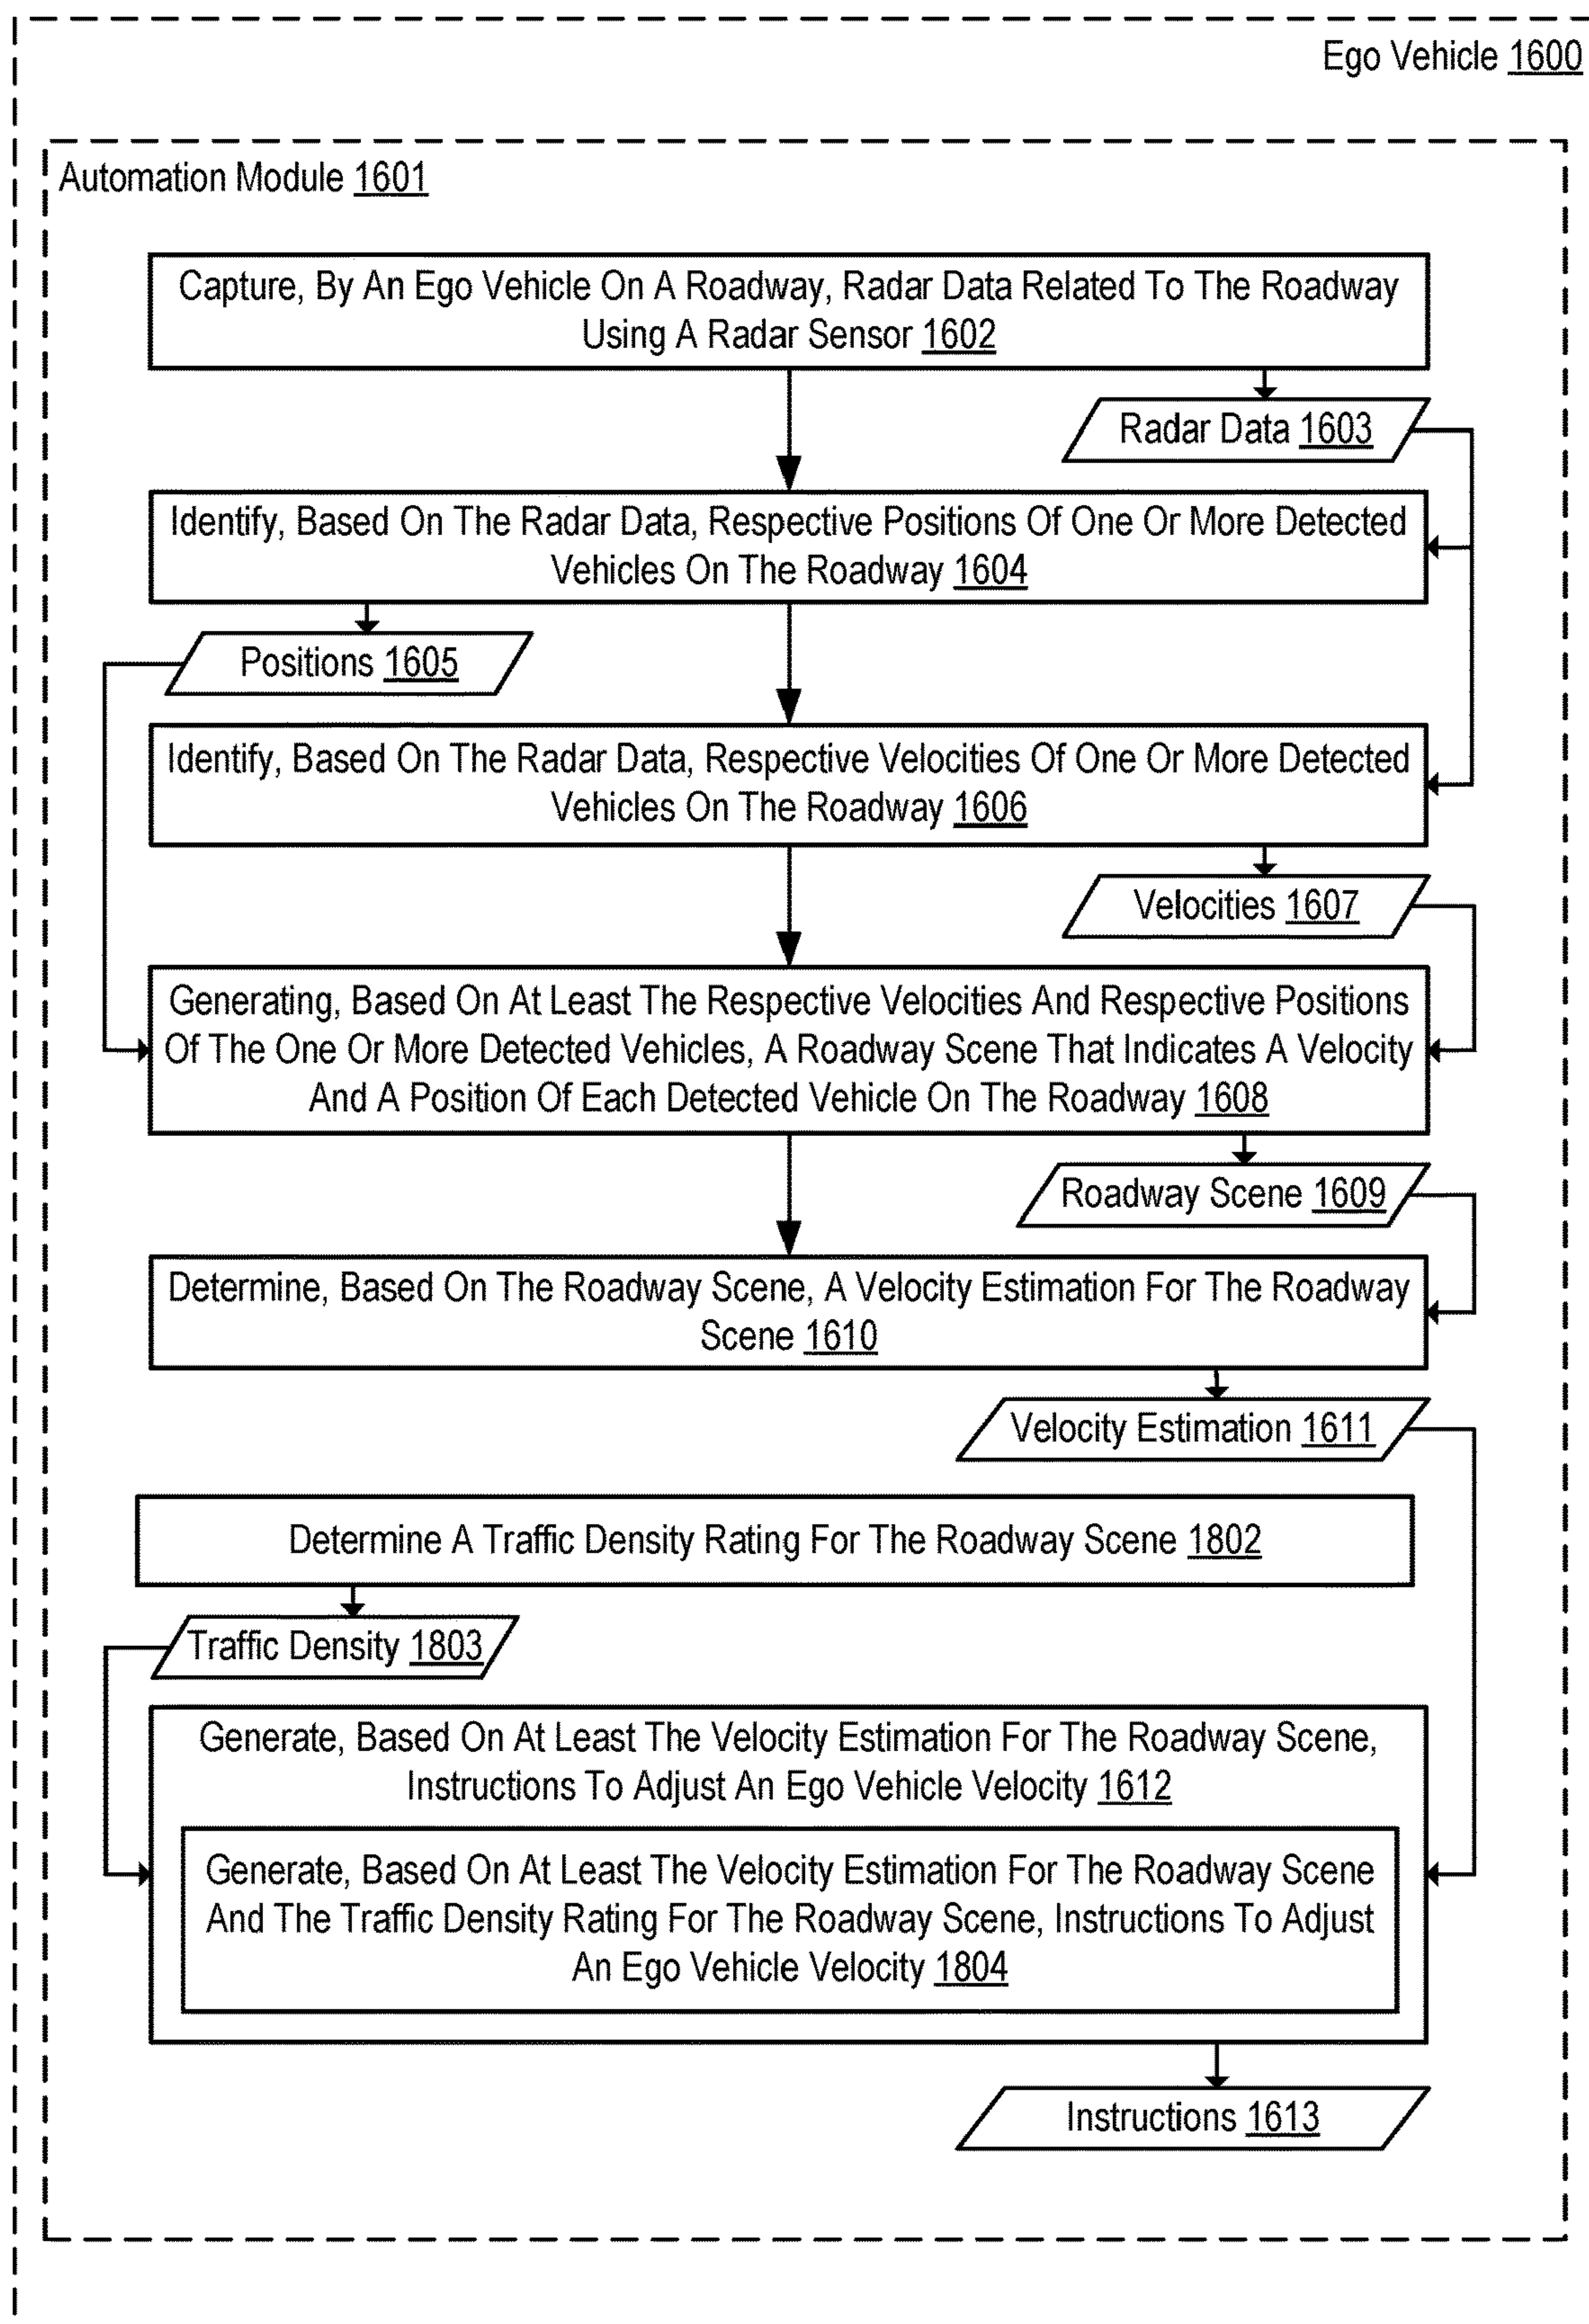 Ego Vehicle 1600
Automation Module 1601
Capture, By An Ego Vehicle On A Roadway, Radar Data Related To The Roadway
Using A Radar Sensor 1602
Radar Data 1603
Identify, Based On The Radar Data, Respective Positions Of One Or More Detected
Vehicles On The Roadway 1604
Positions 1605
Identify, Based On The Radar Data, Respective Velocities Of One Or More Detected
Vehicles On The Roadway 1606
Velocities 1607
Generating, Based On At Least The Respective Velocities And Respective Positions
Of The One Or More Detected Vehicles, A Roadway Scene That Indicates A Velocity
And A Position Of Each Detected Vehicle On The Roadway 1608
Roadway Scene 1609
Determine, Based On The Roadway Scene, A Velocity Estimation For The Roadway
Scene 1610
Velocity Estimation 1611
Determine A Traffic Density Rating For The Roadway Scene 1802
Traffic Density 1803
Generate, Based On At Least The Velocity Estimation For The Roadway Scene,
Instructions To Adjust An Ego Vehicle Velocity 1612
Generate, Based On At Least The Velocity Estimation For The Roadway Scene
And The Traffic Density Rating For The Roadway Scene, Instructions To Adjust
An Ego Vehicle Velocity 1804
Instructions 1613